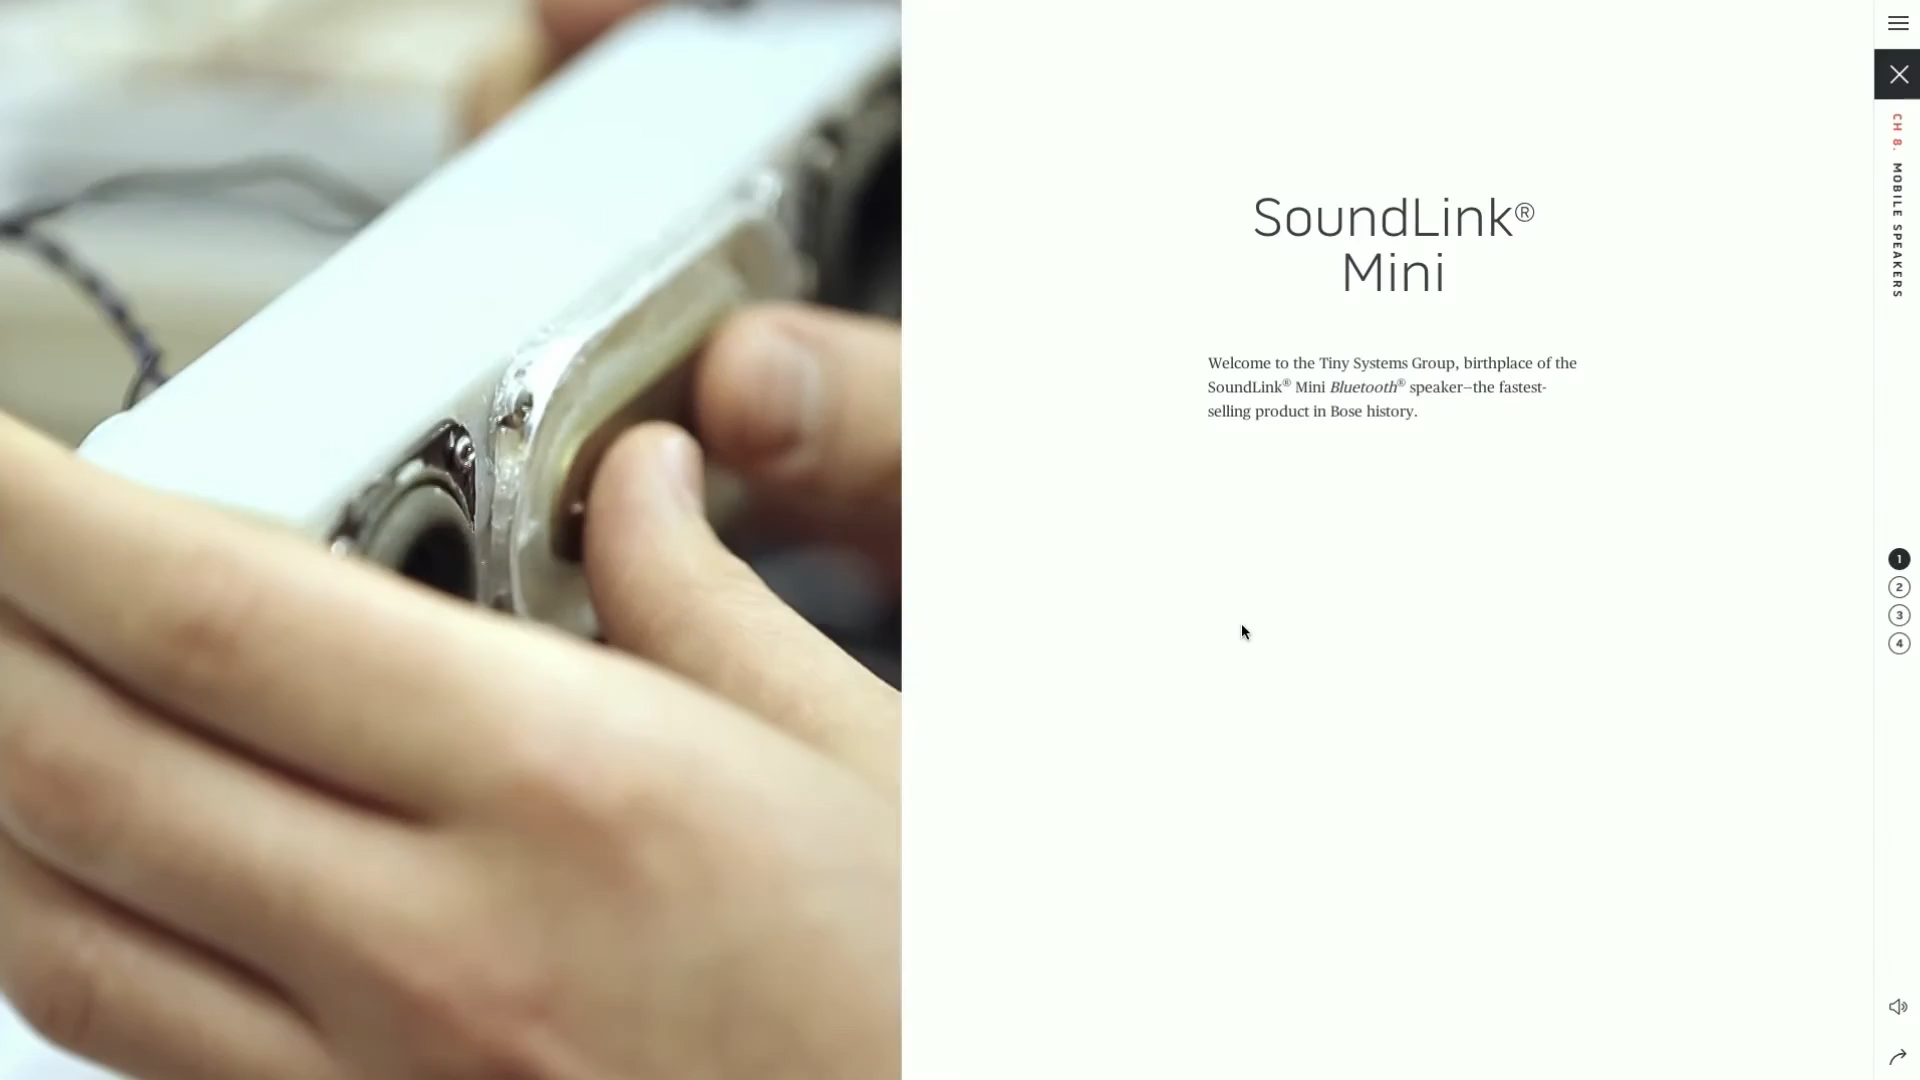 SoundLink®
Mini
Welcome to the Tiny Systems Group, birthplace of the
SoundLink® Mini Bluetooth® speaker—the fastest-
selling product in Bose history.
CH 8. MOBILE SPEAKERS
1
2
3
4